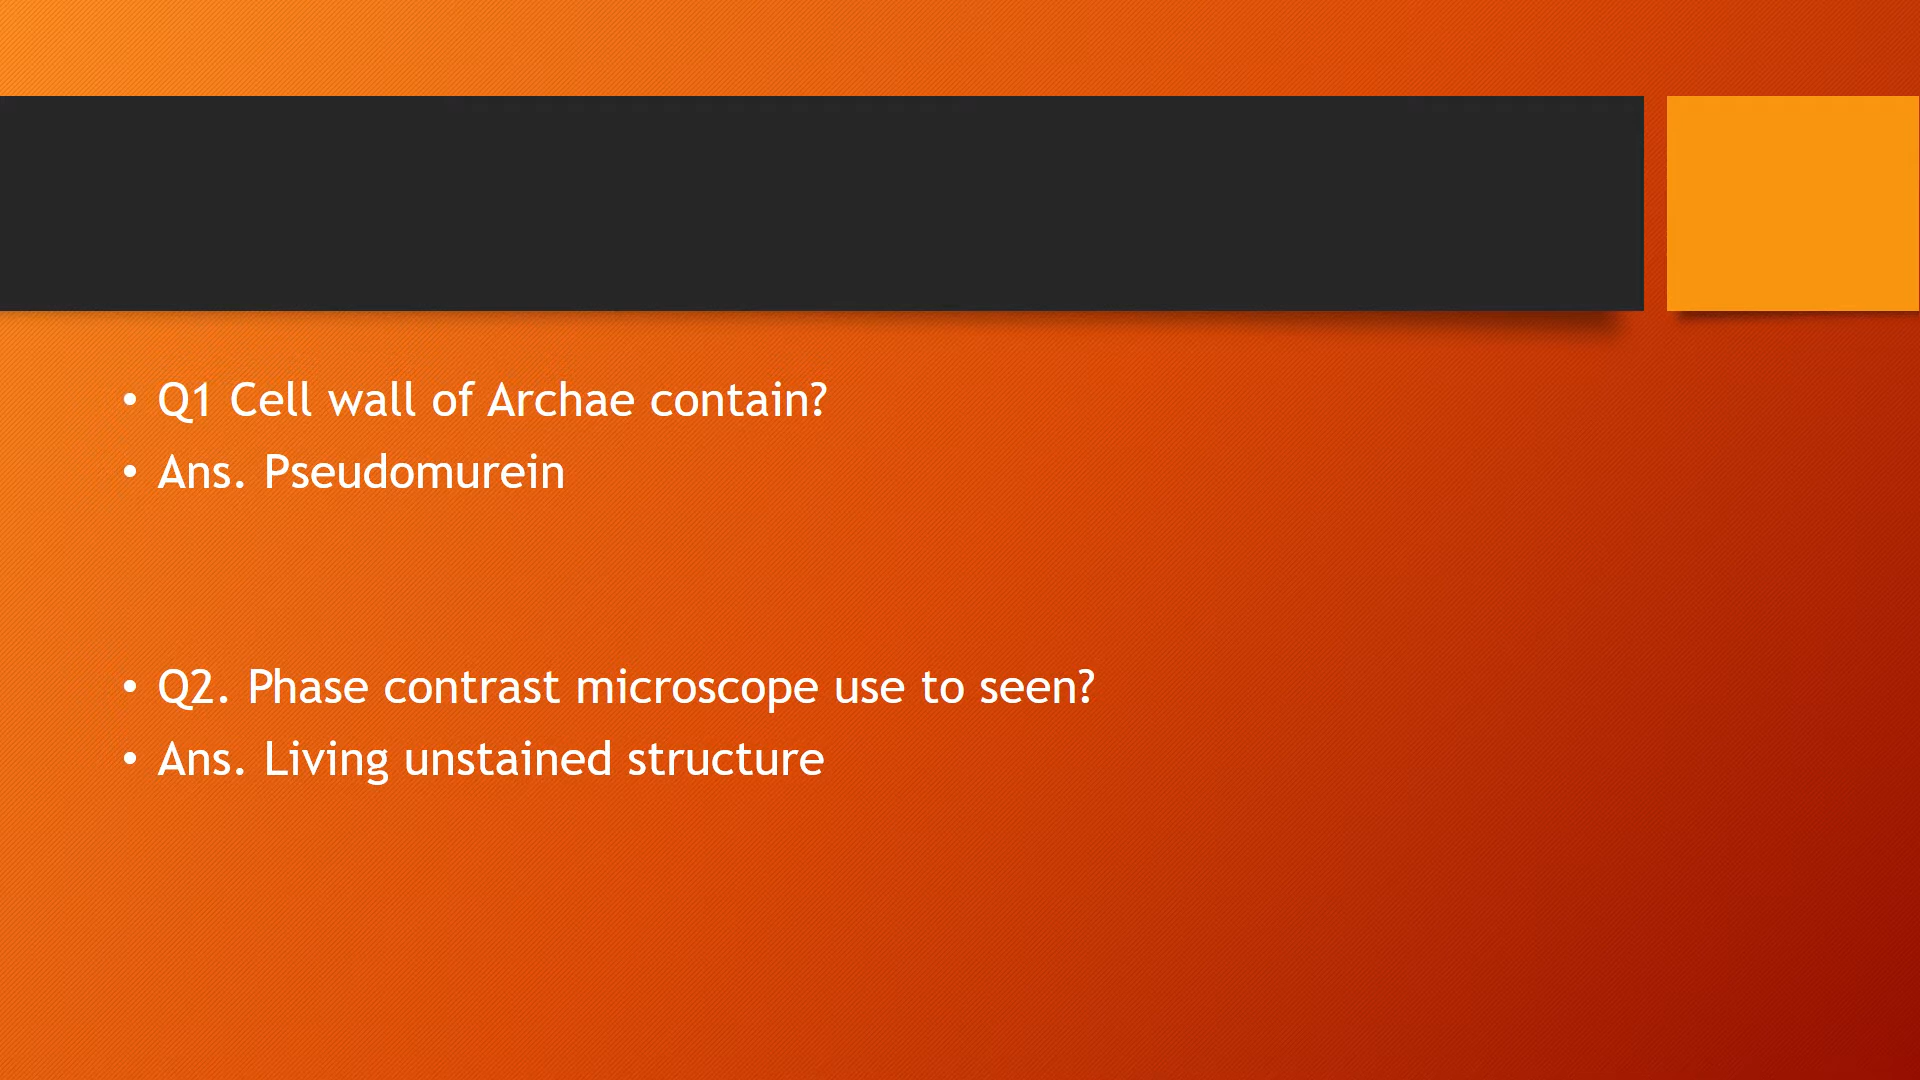 • Q1 Cell wall of Archae contain?
• Ans. Pseudomurein
• Q2. Phase contrast microscope use to seen?
• Ans. Living unstained structure